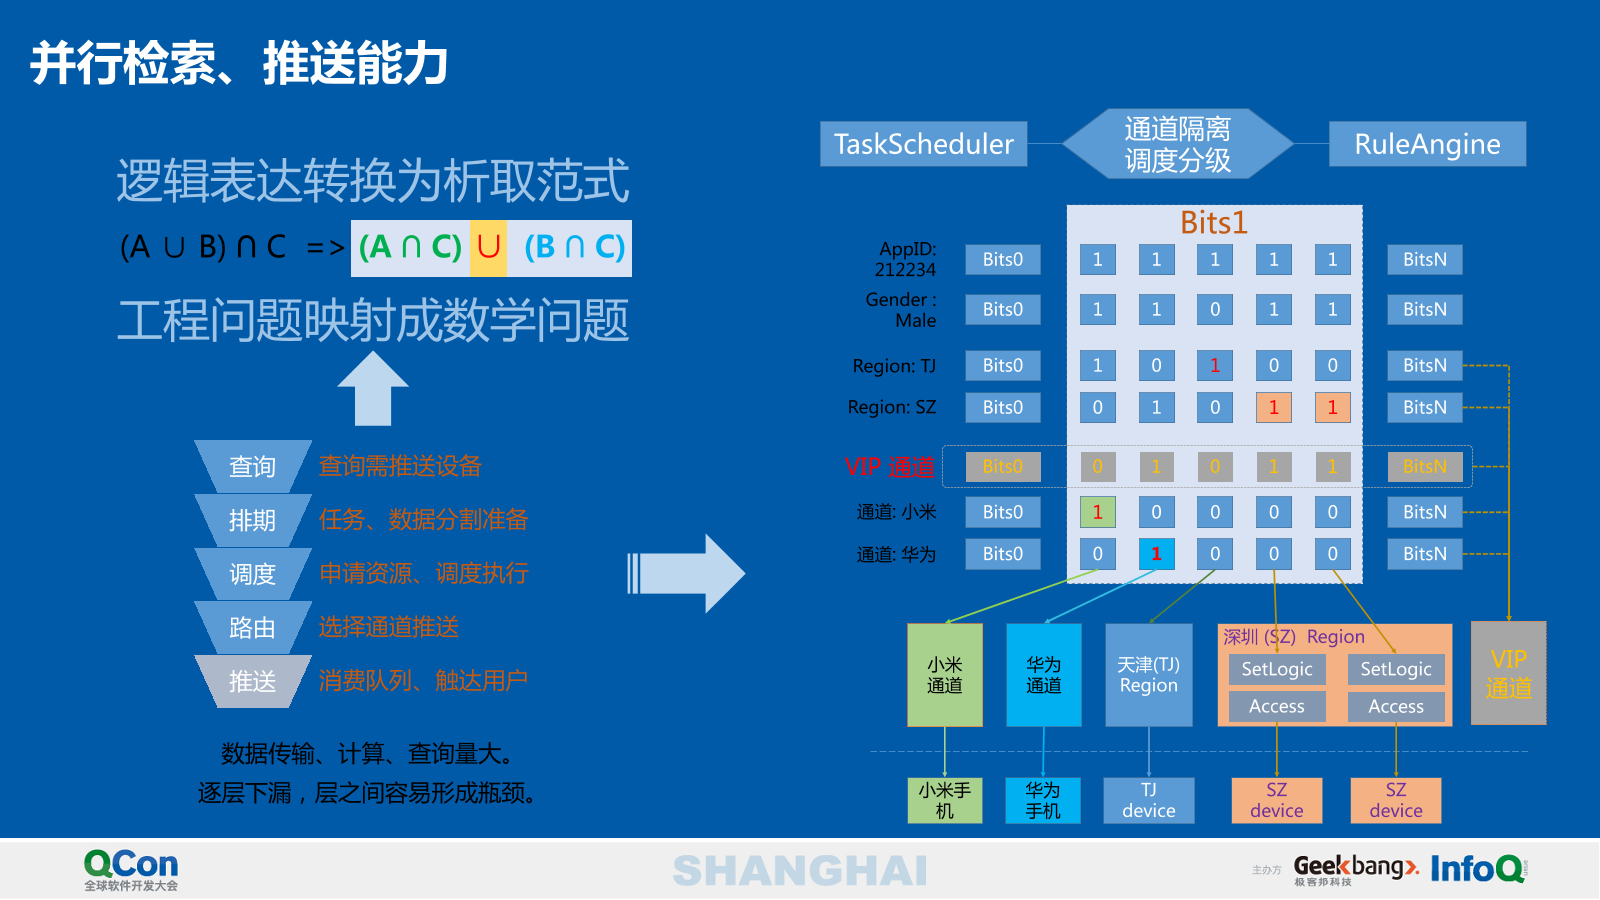 并行检索、推送能力
逻辑表达转换为析取范式
(A ∪ B) ∩ C => (A ∩ C) ∪ (B ∩ C)
工程问题映射成数学问题
查询 查询需推送设备
排期 任务、数据分割准备
调度 申请资源、调度执行
路由 选择通道推送
推送 消费队列、触达用户
数据传输、计算、查询量大。
逐层下漏，层之间容易形成瓶颈。
TaskScheduler
通道隔离
调度分级
RuleAngine
Bits1
AppID:
212234
Bits0 1 1 1 1 1 BitsN
Gender :
Male
Bits0 1 1 0 1 1 BitsN
Region: TJ Bits0 1 0 1 0 0 BitsN
Region: SZ Bits0 0 1 0 1 1 BitsN
VIP 通道 Bits0 0 1 0 1 1 BitsN
通道: 小米 Bits0 1 0 0 0 0 BitsN
通道: 华为 Bits0 0 1 0 0 0 BitsN
小米
通道
华为
通道
天津(TJ)
Region
深圳 (SZ) Region
SetLogic SetLogic
Access Access
VIP
通道
小米手
机
华为
手机
TJ
device
SZ
device
SZ
device
QCon
全球软件开发大会
SHANGHAI
主办方
Geekbang>.
极客邦科技
InfoQ